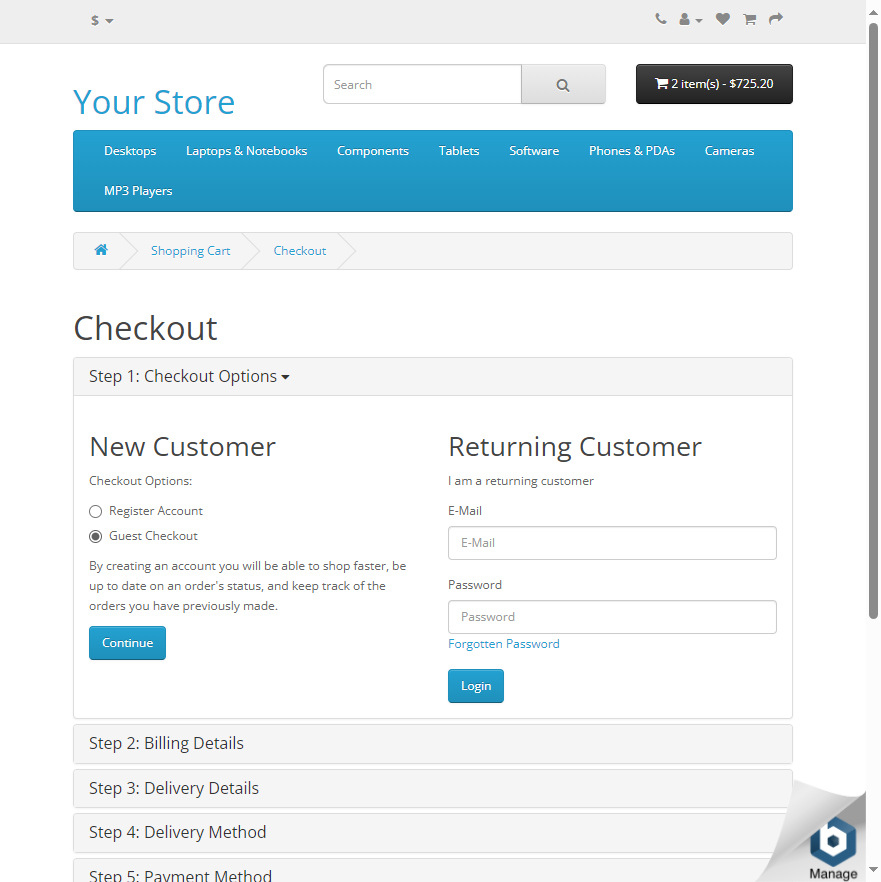 $
Your Store
Search
2 item(s) - $725.20
Desktops
Laptops & Notebooks
Components
Tablets
Software
Phones & PDAs
Cameras
MP3 Players
Shopping Cart
Checkout
Checkout
Step 1: Checkout Options
New Customer
Checkout Options:
Register Account
Guest Checkout
By creating an account you will be able to shop faster, be
up to date on an order's status, and keep track of the
orders you have previously made.
Continue
Returning Customer
I am a returning customer
E-Mail
E-Mail
Password
Password
Forgotten Password
Login
Step 2: Billing Details
Step 3: Delivery Details
Step 4: Delivery Method
Step 5: Payment Method
b
Manage